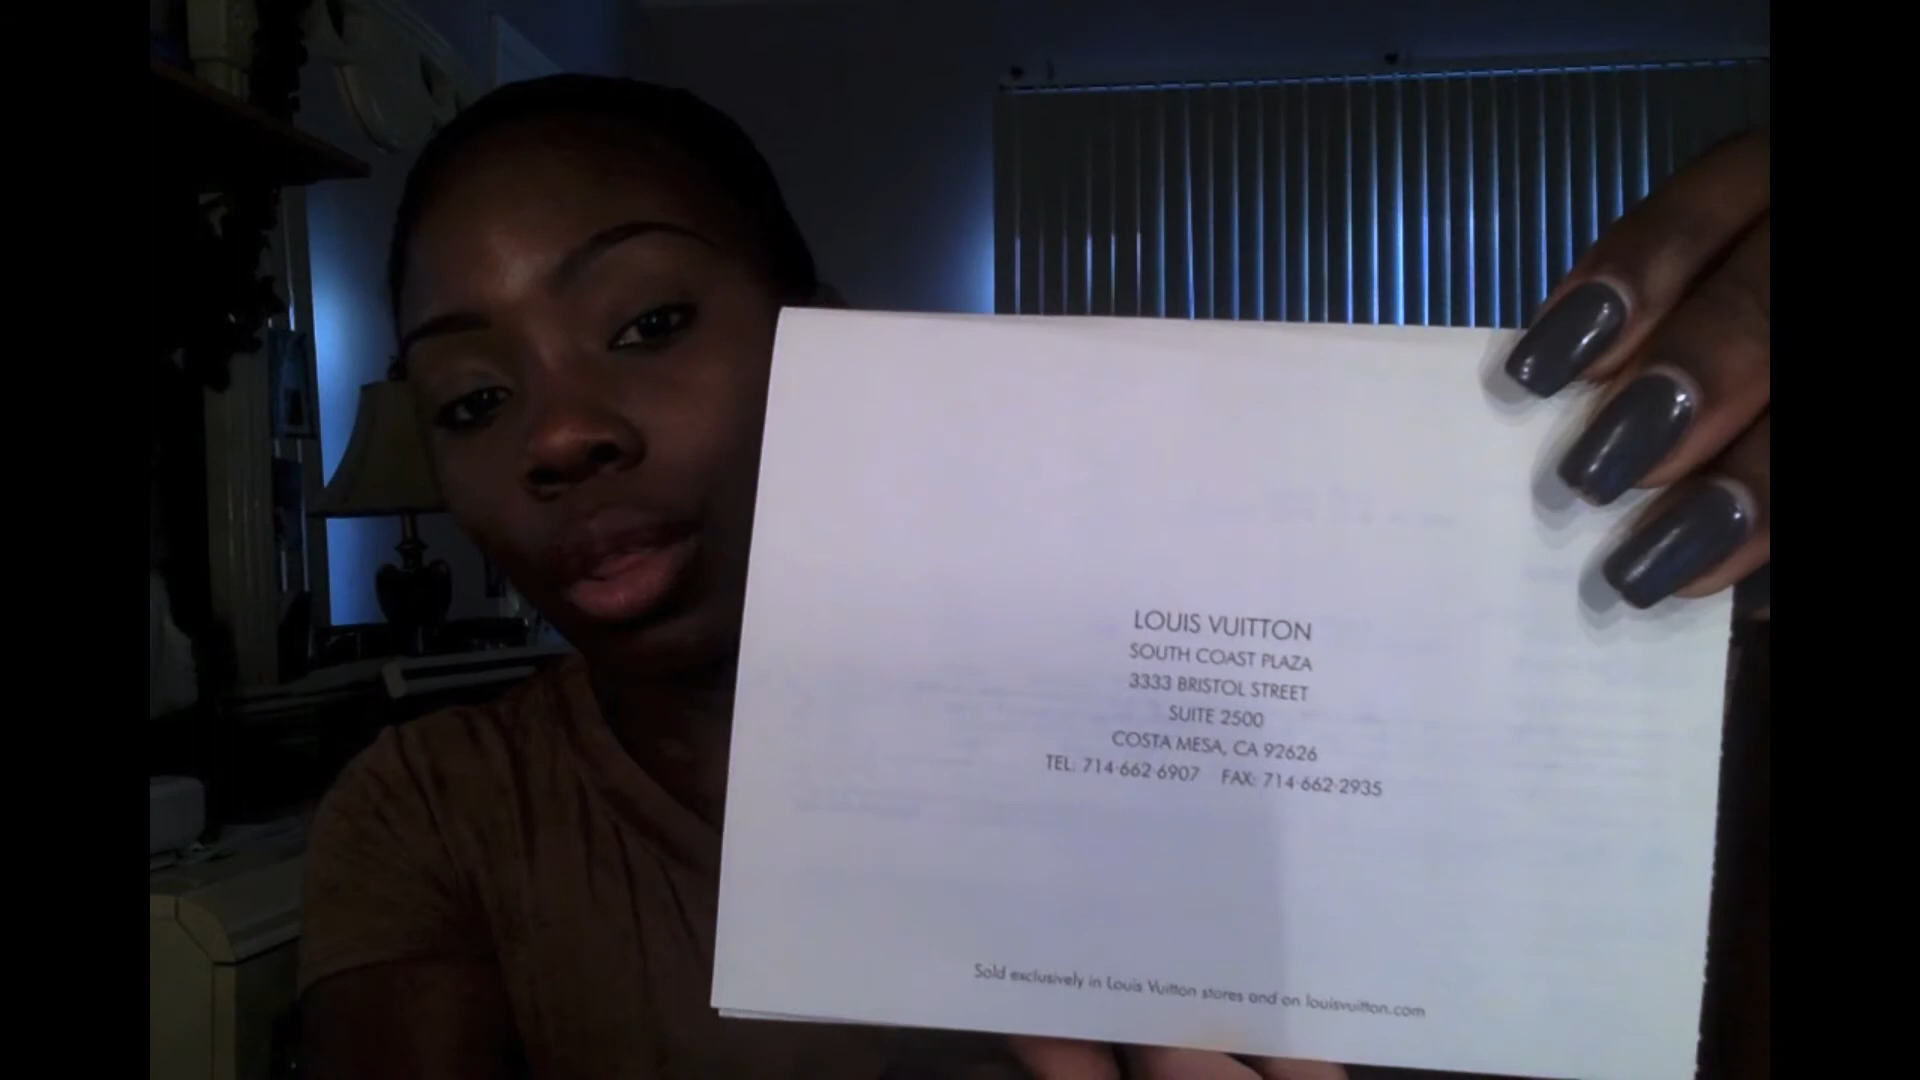 LOUIS VUITTON
SOUTH COAST PLAZA
3333 BRISTOL STREET
SUITE 2500
COSTA MESA, CA 92626
TEL: 714·662·6907 FAX: 714·662·2935
Sold exclusively in Louis Vuitton stores and on louisvuitton.com